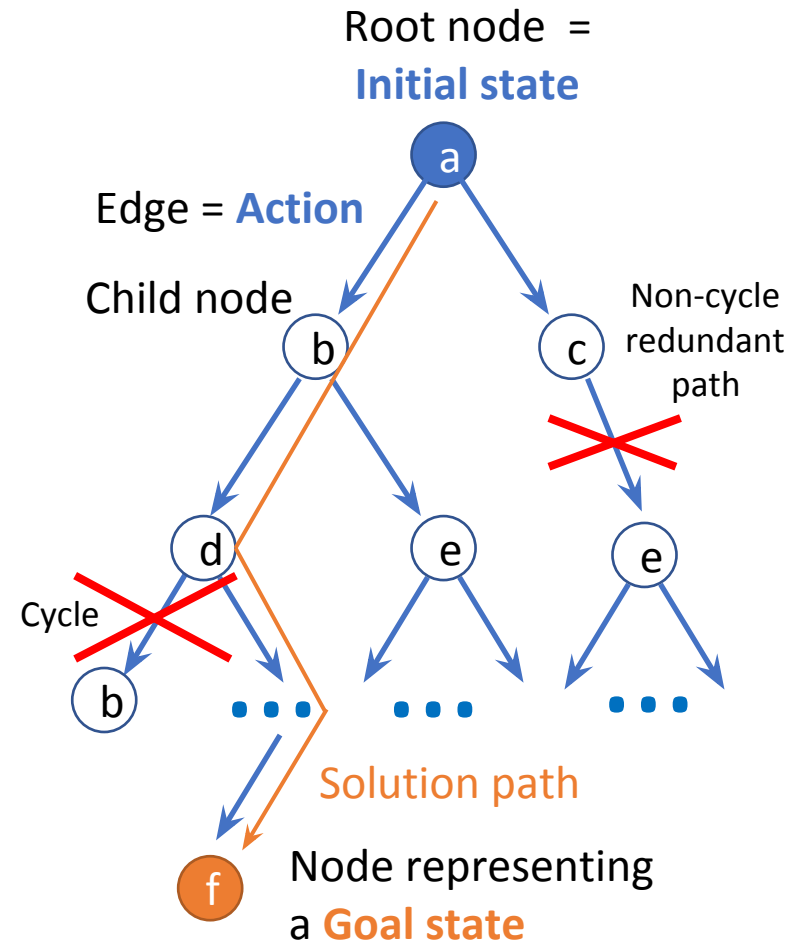 Root node =
Initial state
a
Edge = Action
Child node
b
c
Non-cycle
redundant
path
d
e
e
Cycle
b
Solution path
f
Node representing
a Goal state